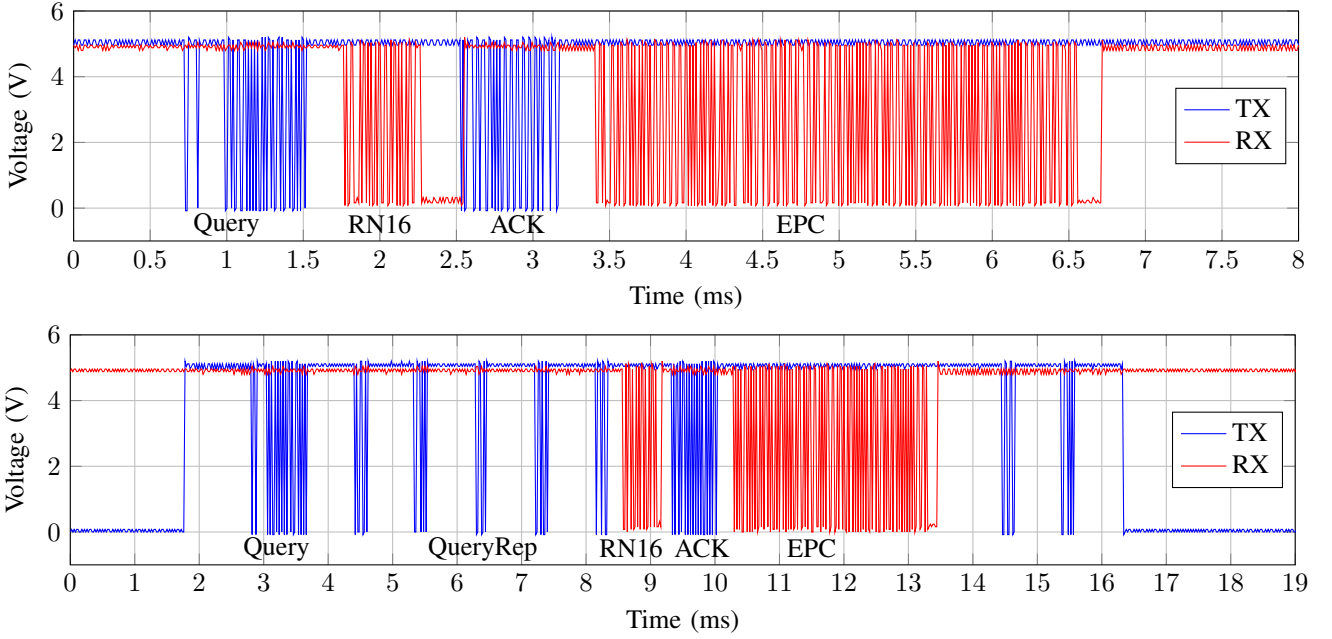 6
4
2
0
Voltage (V)
TX
RX
Query
RN16
ACK
EPC
0 0.5 1 1.5 2 2.5 3 3.5 4 4.5 5 5.5 6 6.5 7 7.5 8
Time (ms)
6
4
2
0
Voltage (V)
TX
RX
Query
QueryRep
RN16
ACK
EPC
0 1 2 3 4 5 6 7 8 9 10 11 12 13 14 15 16 17 18 19
Time (ms)